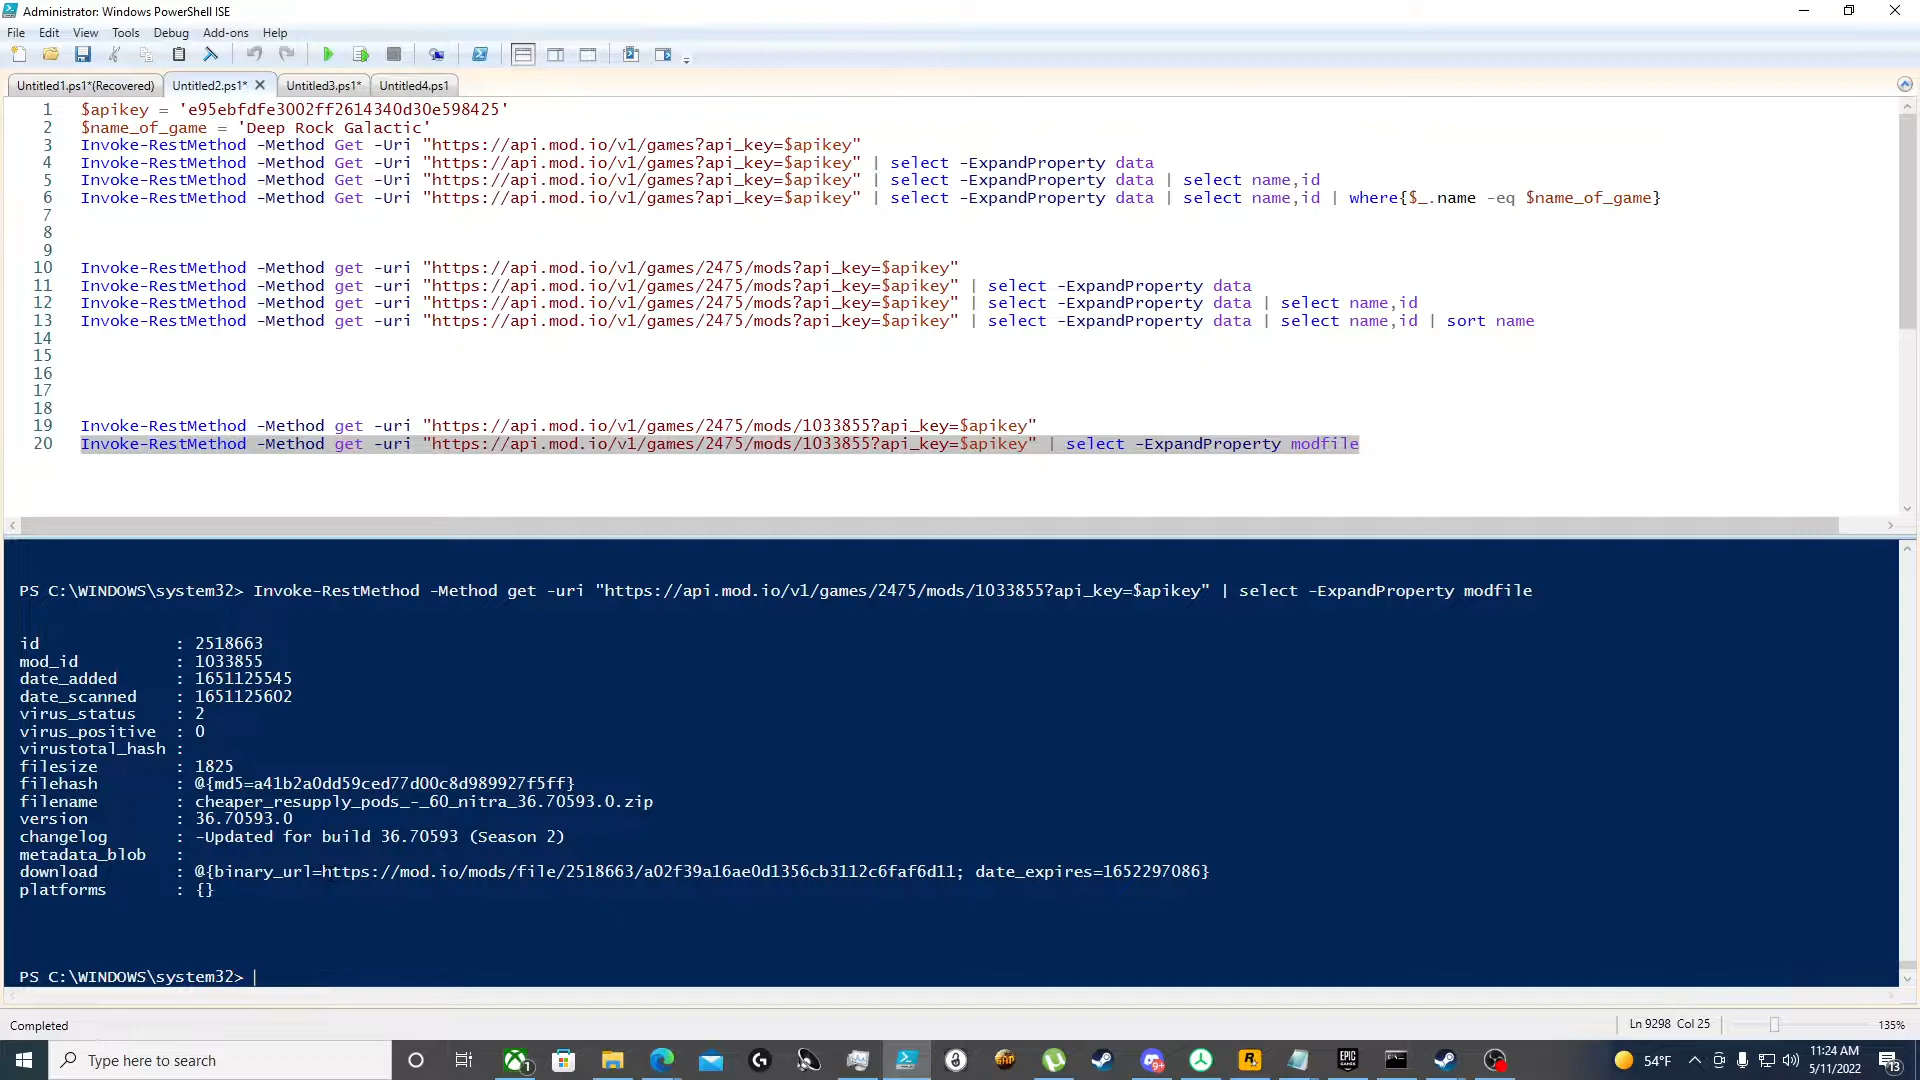 Administrator: Windows PowerShell ISE
File Edit View Tools Debug Add-ons Help
Untitled1.ps1*(Recovered) Untitled2.ps1* Untitled3.ps1* Untitled4.ps1
1 $apikey = 'e95ebfdfe3002ff2614340d30e598425'
2 $name_of_game = 'Deep Rock Galactic'
3 Invoke-RestMethod -Method Get -Uri "https://api.mod.io/v1/games?api_key=$apikey"
4 Invoke-RestMethod -Method Get -Uri "https://api.mod.io/v1/games?api_key=$apikey" | select -ExpandProperty data
5 Invoke-RestMethod -Method Get -Uri "https://api.mod.io/v1/games?api_key=$apikey" | select -ExpandProperty data | select name,id
6 Invoke-RestMethod -Method Get -Uri "https://api.mod.io/v1/games?api_key=$apikey" | select -ExpandProperty data | select name,id | where{$_.name -eq $name_of_game}
7
8
9
10 Invoke-RestMethod -Method get -uri "https://api.mod.io/v1/games/2475/mods?api_key=$apikey"
11 Invoke-RestMethod -Method get -uri "https://api.mod.io/v1/games/2475/mods?api_key=$apikey" | select -ExpandProperty data
12 Invoke-RestMethod -Method get -uri "https://api.mod.io/v1/games/2475/mods?api_key=$apikey" | select -ExpandProperty data | select name,id
13 Invoke-RestMethod -Method get -uri "https://api.mod.io/v1/games/2475/mods?api_key=$apikey" | select -ExpandProperty data | select name,id | sort name
14
15
16
17
18
19 Invoke-RestMethod -Method get -uri "https://api.mod.io/v1/games/2475/mods/1033855?api_key=$apikey"
20 Invoke-RestMethod -Method get -uri "https://api.mod.io/v1/games/2475/mods/1033855?api_key=$apikey" | select -ExpandProperty modfile
PS C:\WINDOWS\system32> Invoke-RestMethod -Method get -uri "https://api.mod.io/v1/games/2475/mods/1033855?api_key=$apikey" | select -ExpandProperty modfile
id : 2518663
mod_id : 1033855
date_added : 1651125545
date_scanned : 1651125602
virus_status : 2
virus_positive : 0
virustotal_hash :
filesize : 1825
filehash : @{md5=a41b2a0dd59ced77d00c8d989927f5ff}
filename : cheaper_resupply_pods_-_60_nitra_36.70593.0.zip
version : 36.70593.0
changelog : -Updated for build 36.70593 (Season 2)
metadata_blob :
download : @{binary_url=https://mod.io/mods/file/2518663/a02f39a16ae0d1356cb3112c6faf6d11; date_expires=1652297086}
platforms : {}
PS C:\WINDOWS\system32>
Completed
Ln 9298 Col 25
135%
Type here to search
54°F
11:24 AM
5/11/2022
13